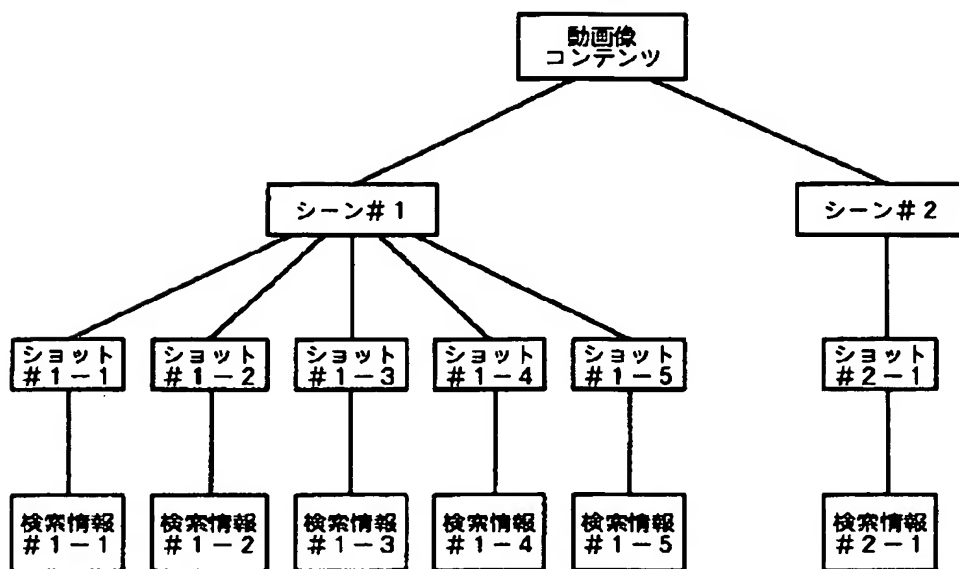 動画像
コンテンツ
シーン#1
シーン#2
ショット
#1-1
ショット
#1-2
ショット
#1-3
ショット
#1-4
ショット
#1-5
ショット
#2-1
検索情報
#1-1
検索情報
#1-2
検索情報
#1-3
検索情報
#1-4
検索情報
#1-5
検索情報
#2-1